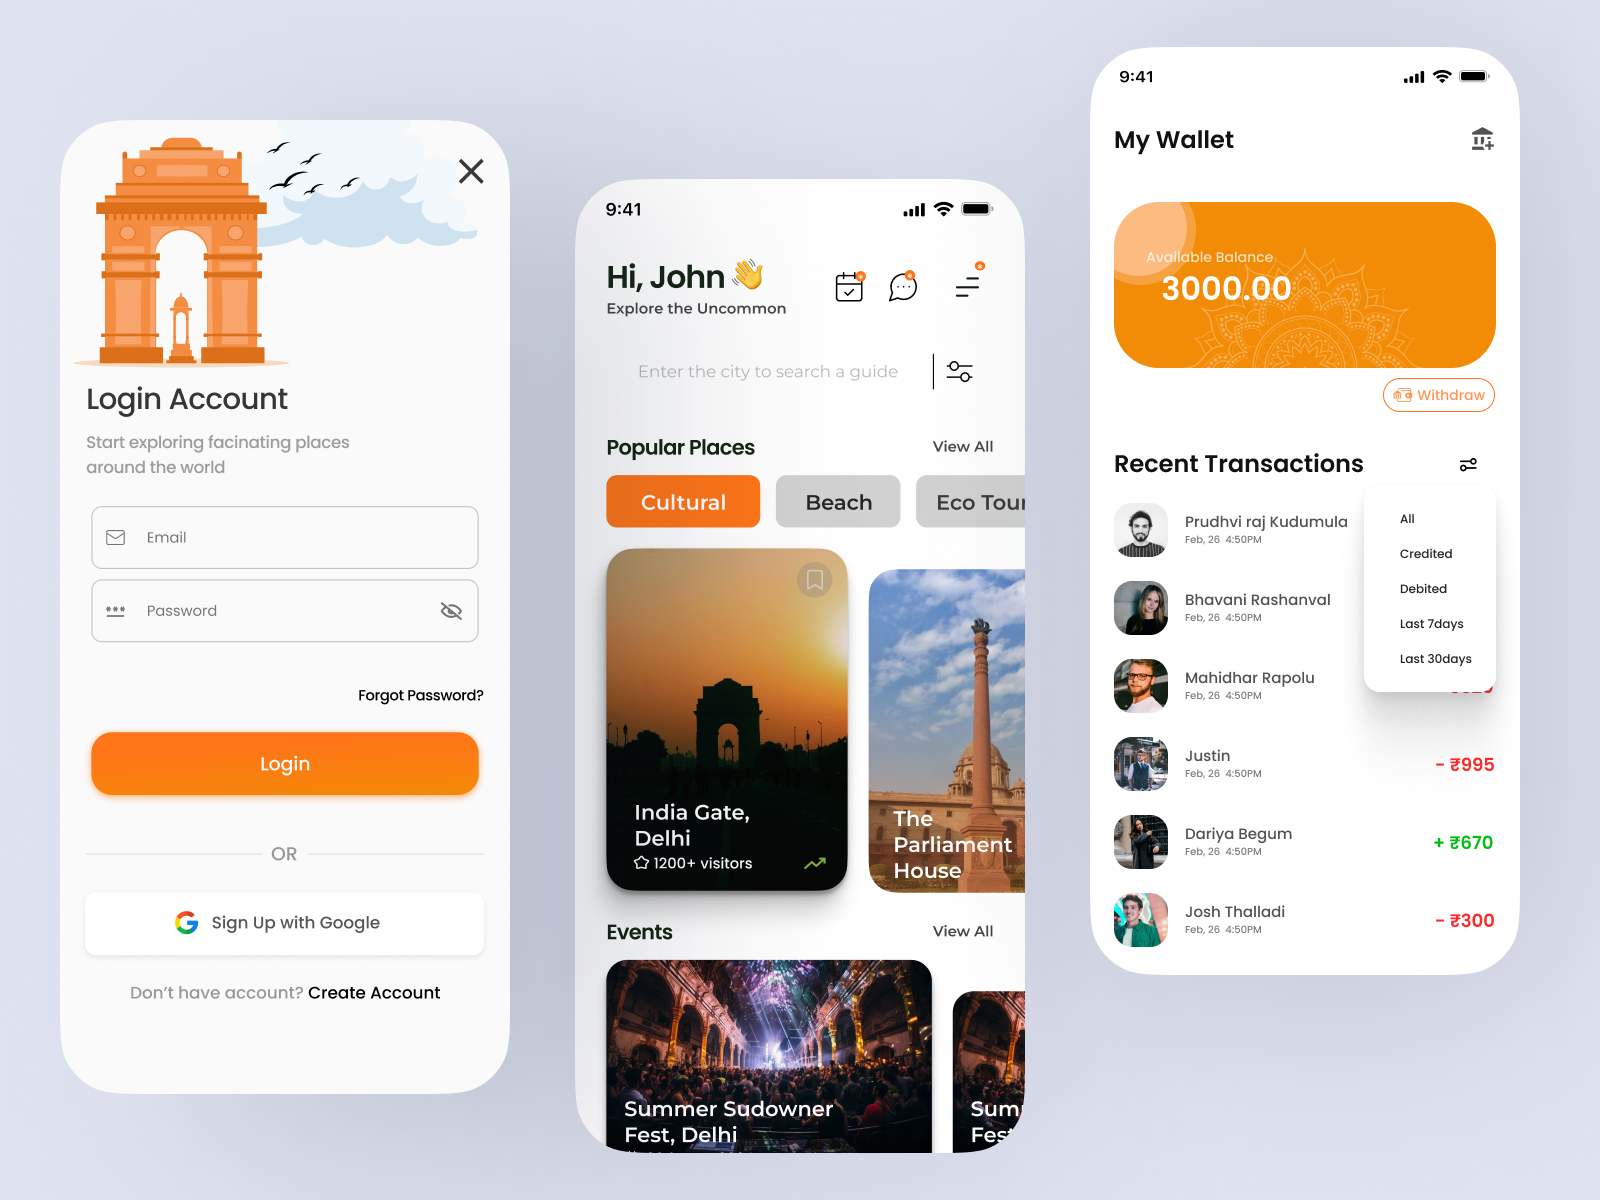 Login Account
Start exploring facinating places
around the world
Email
***
Password
Forgot Password?
Login
OR
Sign Up with Google
Don't have account? Create Account
9:41
Hi, John 👋
Explore the Uncommon
Enter the city to search a guide
Popular Places
View All
Cultural
Beach
Eco Tour
India Gate,
Delhi
1200+ visitors
The
Parliament
House
Events
View All
Summer Sudowner
Fest, Delhi
Sum
Fest
9:41
My Wallet
Available Balance
3000.00
Withdraw
Recent Transactions
All
Credited
Debited
Last 7days
Last 30days
Prudhvi raj Kudumula
Feb, 26 4:50PM
Bhavani Rashanval
Feb, 26 4:50PM
Mahidhar Rapolu
Feb, 26 4:50PM
Justin
Feb, 26 4:50PM
- ₹995
Dariya Begum
Feb, 26 4:50PM
+ ₹670
Josh Thalladi
Feb, 26 4:50PM
- ₹300